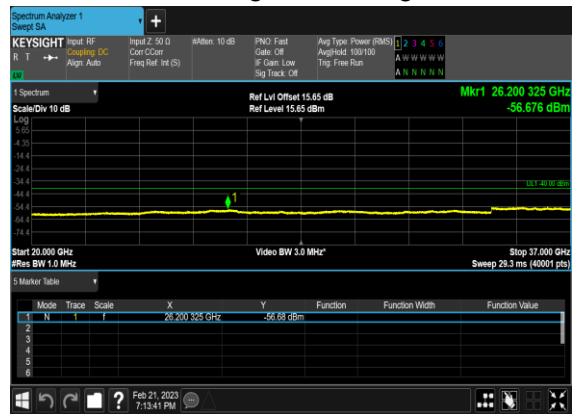 Spectrum Analyzer 1
Swept SA
KEYSIGHT Input: RF Input Z: 50 Ω #Atten: 10 dB PNO: Fast Avg Type: Power (RMS) 1 2 3 4 5 6
R T Coupling: DC Corr CCorr Gate: Off Avg|Hold: 100/100 A W W W W W
Align: Auto Freq Ref: Int (S) IF Gain: Low Trig: Free Run
LXI Sig Track: Off A N N N N N
1 Spectrum Ref Lvl Offset 15.65 dB Mkr1 26.200 325 GHz
Scale/Div 10 dB Ref Level 15.65 dBm -56.676 dBm
Log
5.65
-4.35
-14.4
-24.4
-34.4
DL1 -40.00 dBm
-44.4
1
-54.4
-64.4
-74.4
Start 20.000 GHz Video BW 3.0 MHz* Stop 37.000 GHz
#Res BW 1.0 MHz Sweep 29.3 ms (40001 pts)
5 Marker Table
Mode Trace Scale X Y Function Function Width Function Value
1 N 1 f 26.200 325 GHz -56.68 dBm
2
3
4
5
6
? Feb 21, 2023
7:13:41 PM